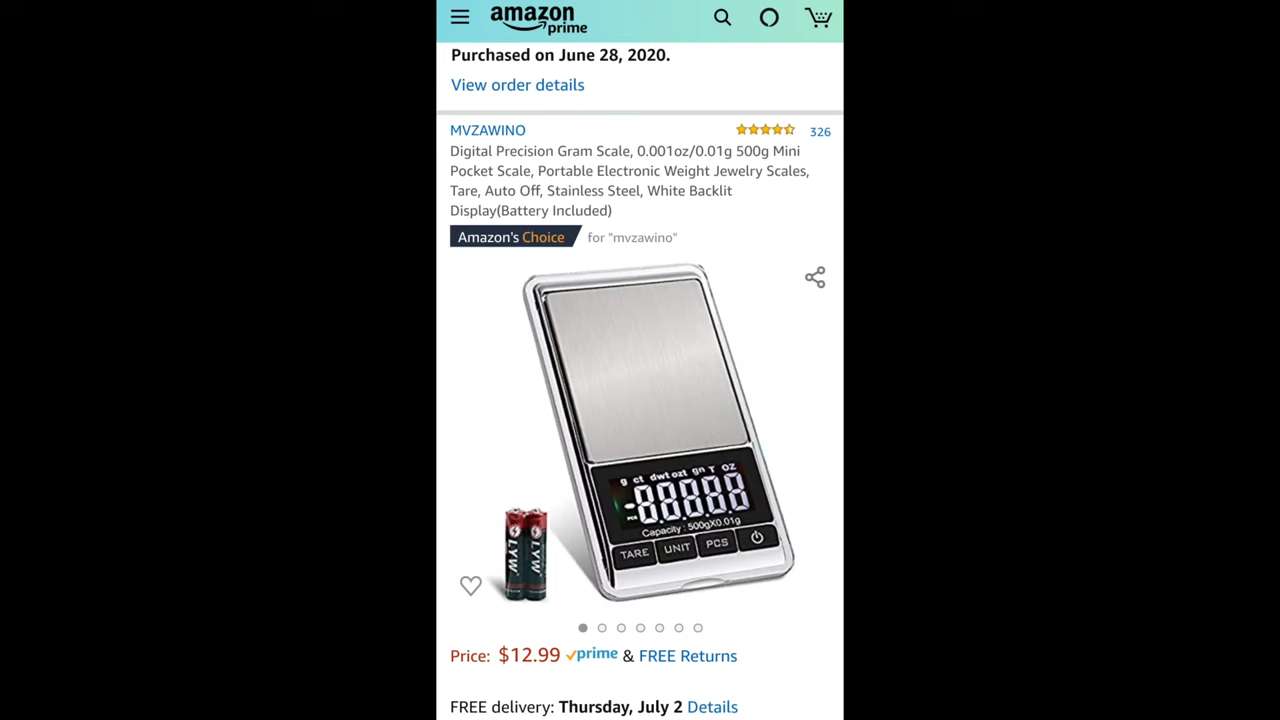 amazon
prime
Purchased on June 28, 2020.
View order details
MVZAWINO
326
Digital Precision Gram Scale, 0.001oz/0.01g 500g Mini
Pocket Scale, Portable Electronic Weight Jewelry Scales,
Tare, Auto Off, Stainless Steel, White Backlit
Display(Battery Included)
Amazon's Choice for "mvzawino"
g ct dwt ozt gn T oz
-88888
PCS
Capacity : 500gX0.01g
TARE UNIT PCS
LYW LYW
Price: $12.99 prime & FREE Returns
FREE delivery: Thursday, July 2 Details